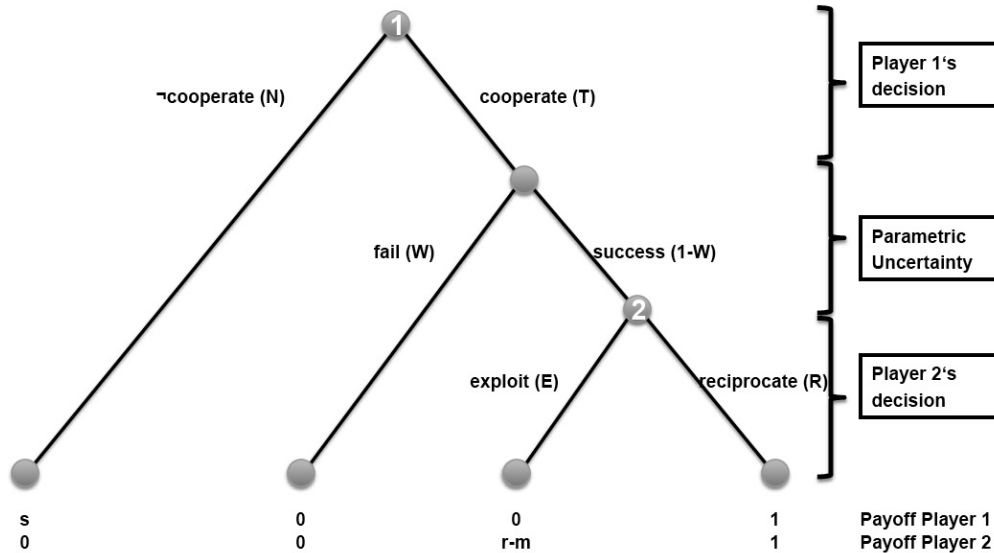 1
Player 1‘s
decision
¬cooperate (N)
cooperate (T)
fail (W)
success (1-W)
Parametric
Uncertainty
2
exploit (E)
reciprocate (R)
Player 2‘s
decision
s 0 0 1 Payoff Player 1
0 0 r-m 1 Payoff Player 2